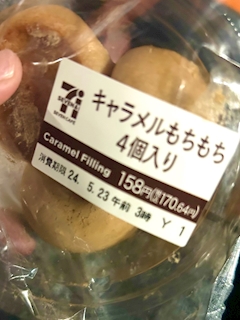 キャラメルもちもち
4個入り
Caramel Filling 158円(税込170.64円)
消費期限 24. 5.23午前 3時 Y 1